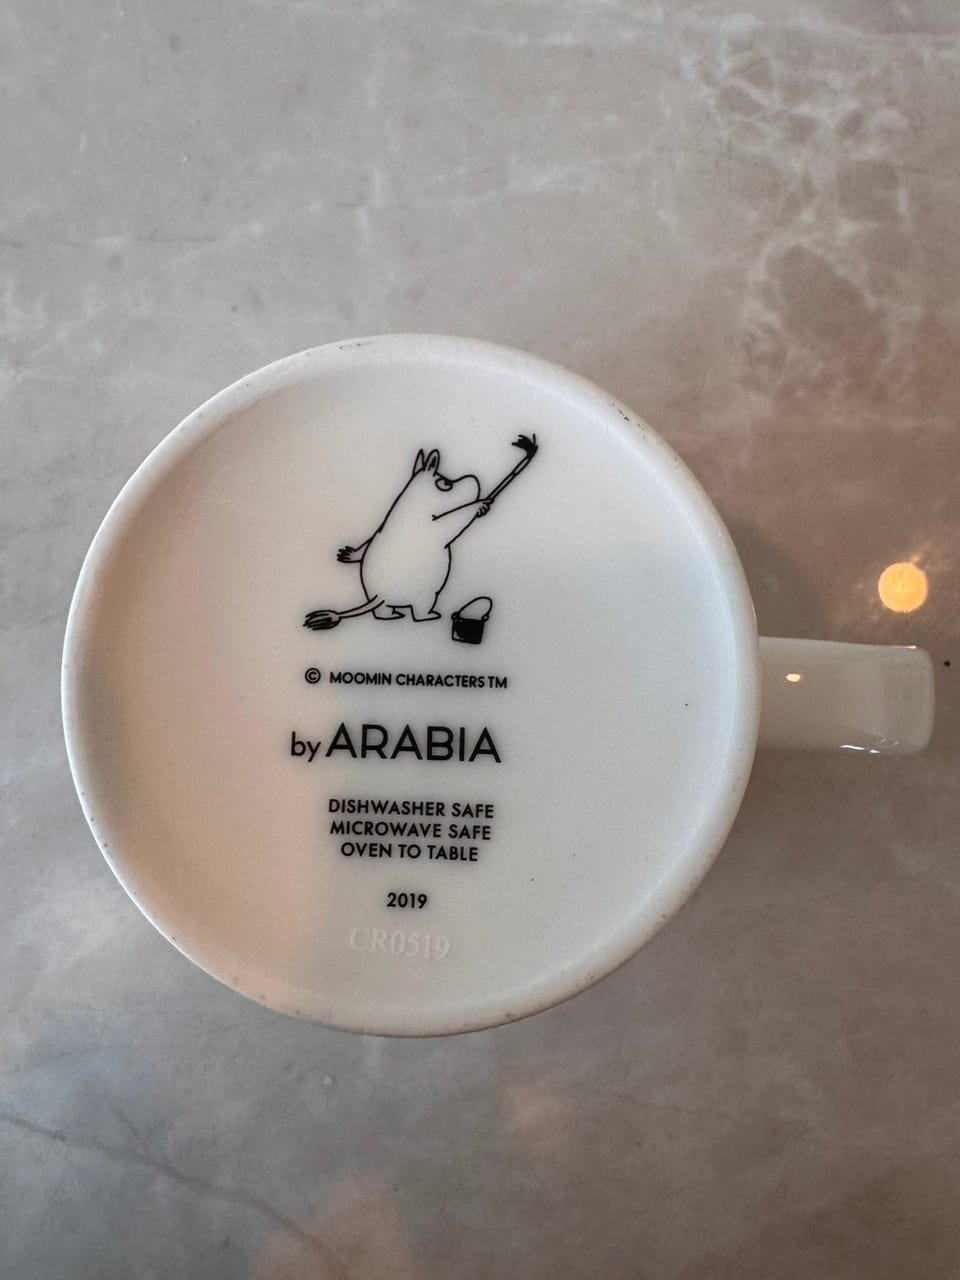 © MOOMIN CHARACTERS TM
by ARABIA
DISHWASHER SAFE
MICROWAVE SAFE
OVEN TO TABLE
2019
CR0519